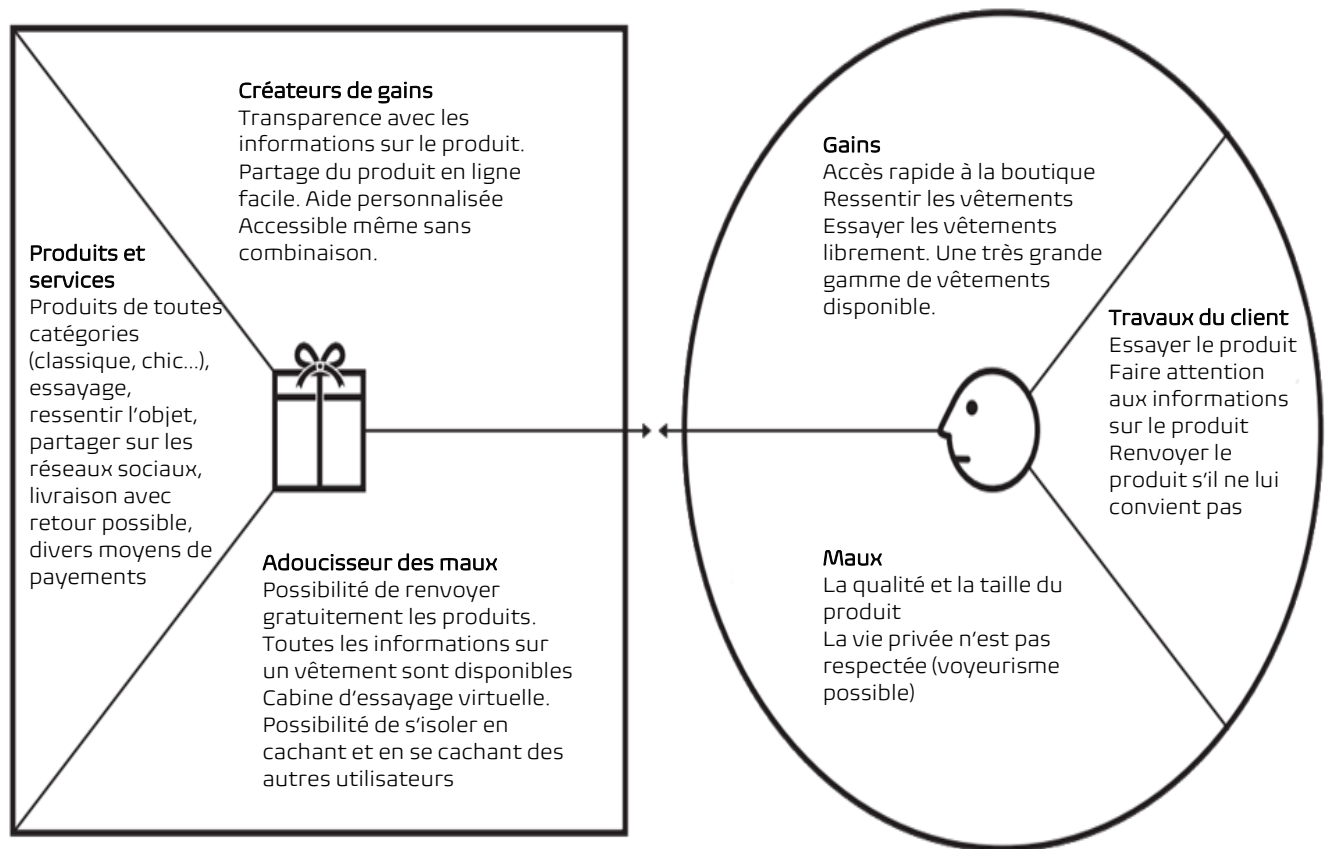 Créateurs de gains
Transparence avec les
informations sur le produit.
Partage du produit en ligne
facile. Aide personnalisée
Accessible même sans
combinaison.
Produits et
services
Produits de toutes
catégories
(classique, chic...),
essayage,
ressentir l'objet,
partager sur les
réseaux sociaux,
livraison avec
retour possible,
divers moyens de
payements
Adoucisseur des maux
Possibilité de renvoyer
gratuitement les produits.
Toutes les informations sur
un vêtement sont disponibles
Cabine d'essayage virtuelle.
Possibilité de s'isoler en
cachant et en se cachant des
autres utilisateurs
Gains
Accès rapide à la boutique
Ressentir les vêtements
Essayer les vêtements
librement. Une très grande
gamme de vêtements
disponible.
Travaux du client
Essayer le produit
Faire attention
aux informations
sur le produit
Renvoyer le
produit s'il ne lui
convient pas
Maux
La qualité et la taille du
produit
La vie privée n'est pas
respectée (voyeurisme
possible)